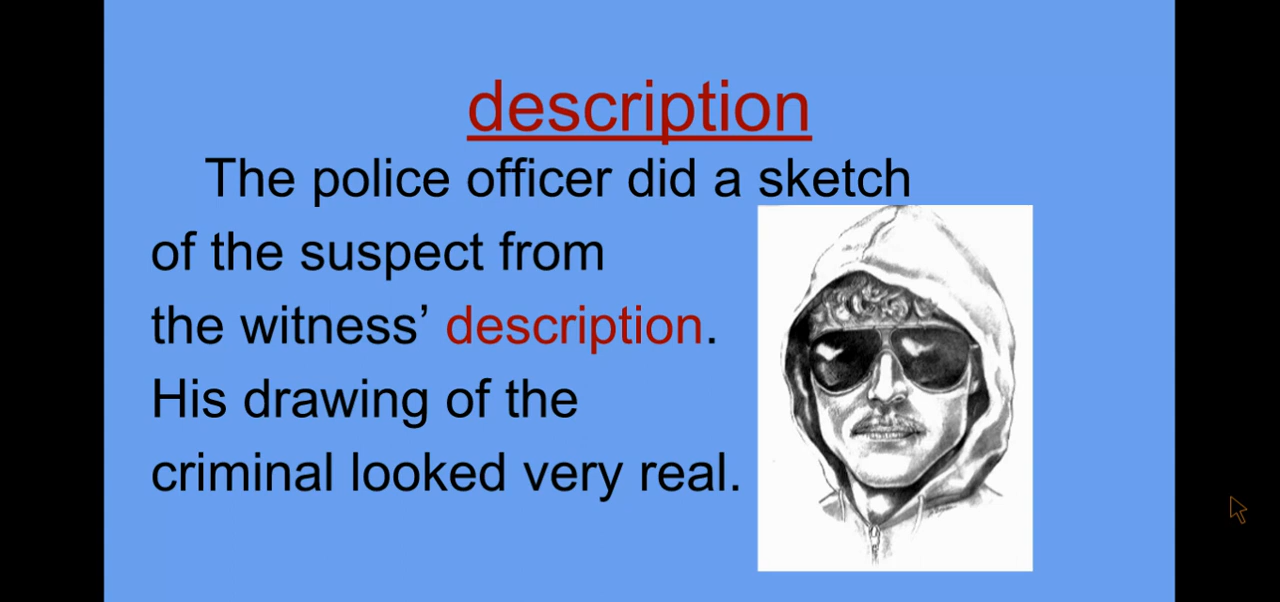 description
The police officer did a sketch
of the suspect from
the witness’ description.
His drawing of the
criminal looked very real.